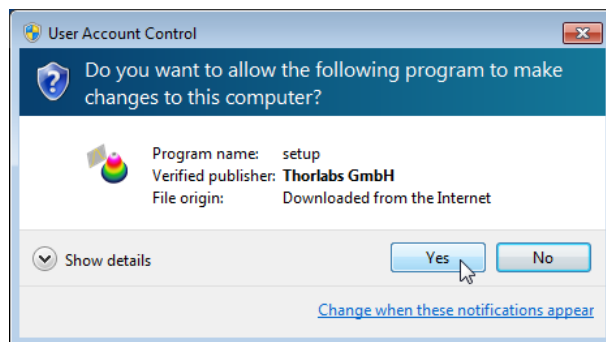 User Account Control
Do you want to allow the following program to make
changes to this computer?
Program name: setup
Verified publisher: Thorlabs GmbH
File origin: Downloaded from the Internet
Show details
Yes
No
Change when these notifications appear